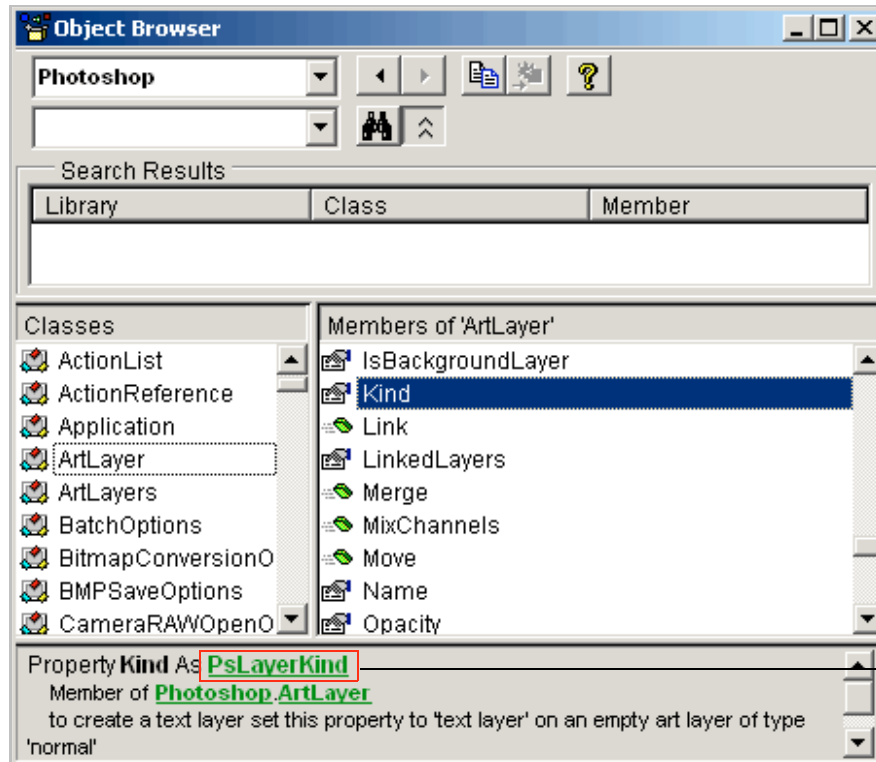 Object Browser
Photoshop
Search Results
Library Class Member
Classes
ActionList
ActionReference
Application
ArtLayer
ArtLayers
BatchOptions
BitmapConversionO
BMPSaveOptions
CameraRAWOpenO
Members of 'ArtLayer'
IsBackgroundLayer
Kind
Link
LinkedLayers
Merge
MixChannels
Move
Name
Opacity
Property Kind As PsLayerKind
Member of Photoshop.ArtLayer
to create a text layer set this property to 'text layer' on an empty art layer of type
'normal'